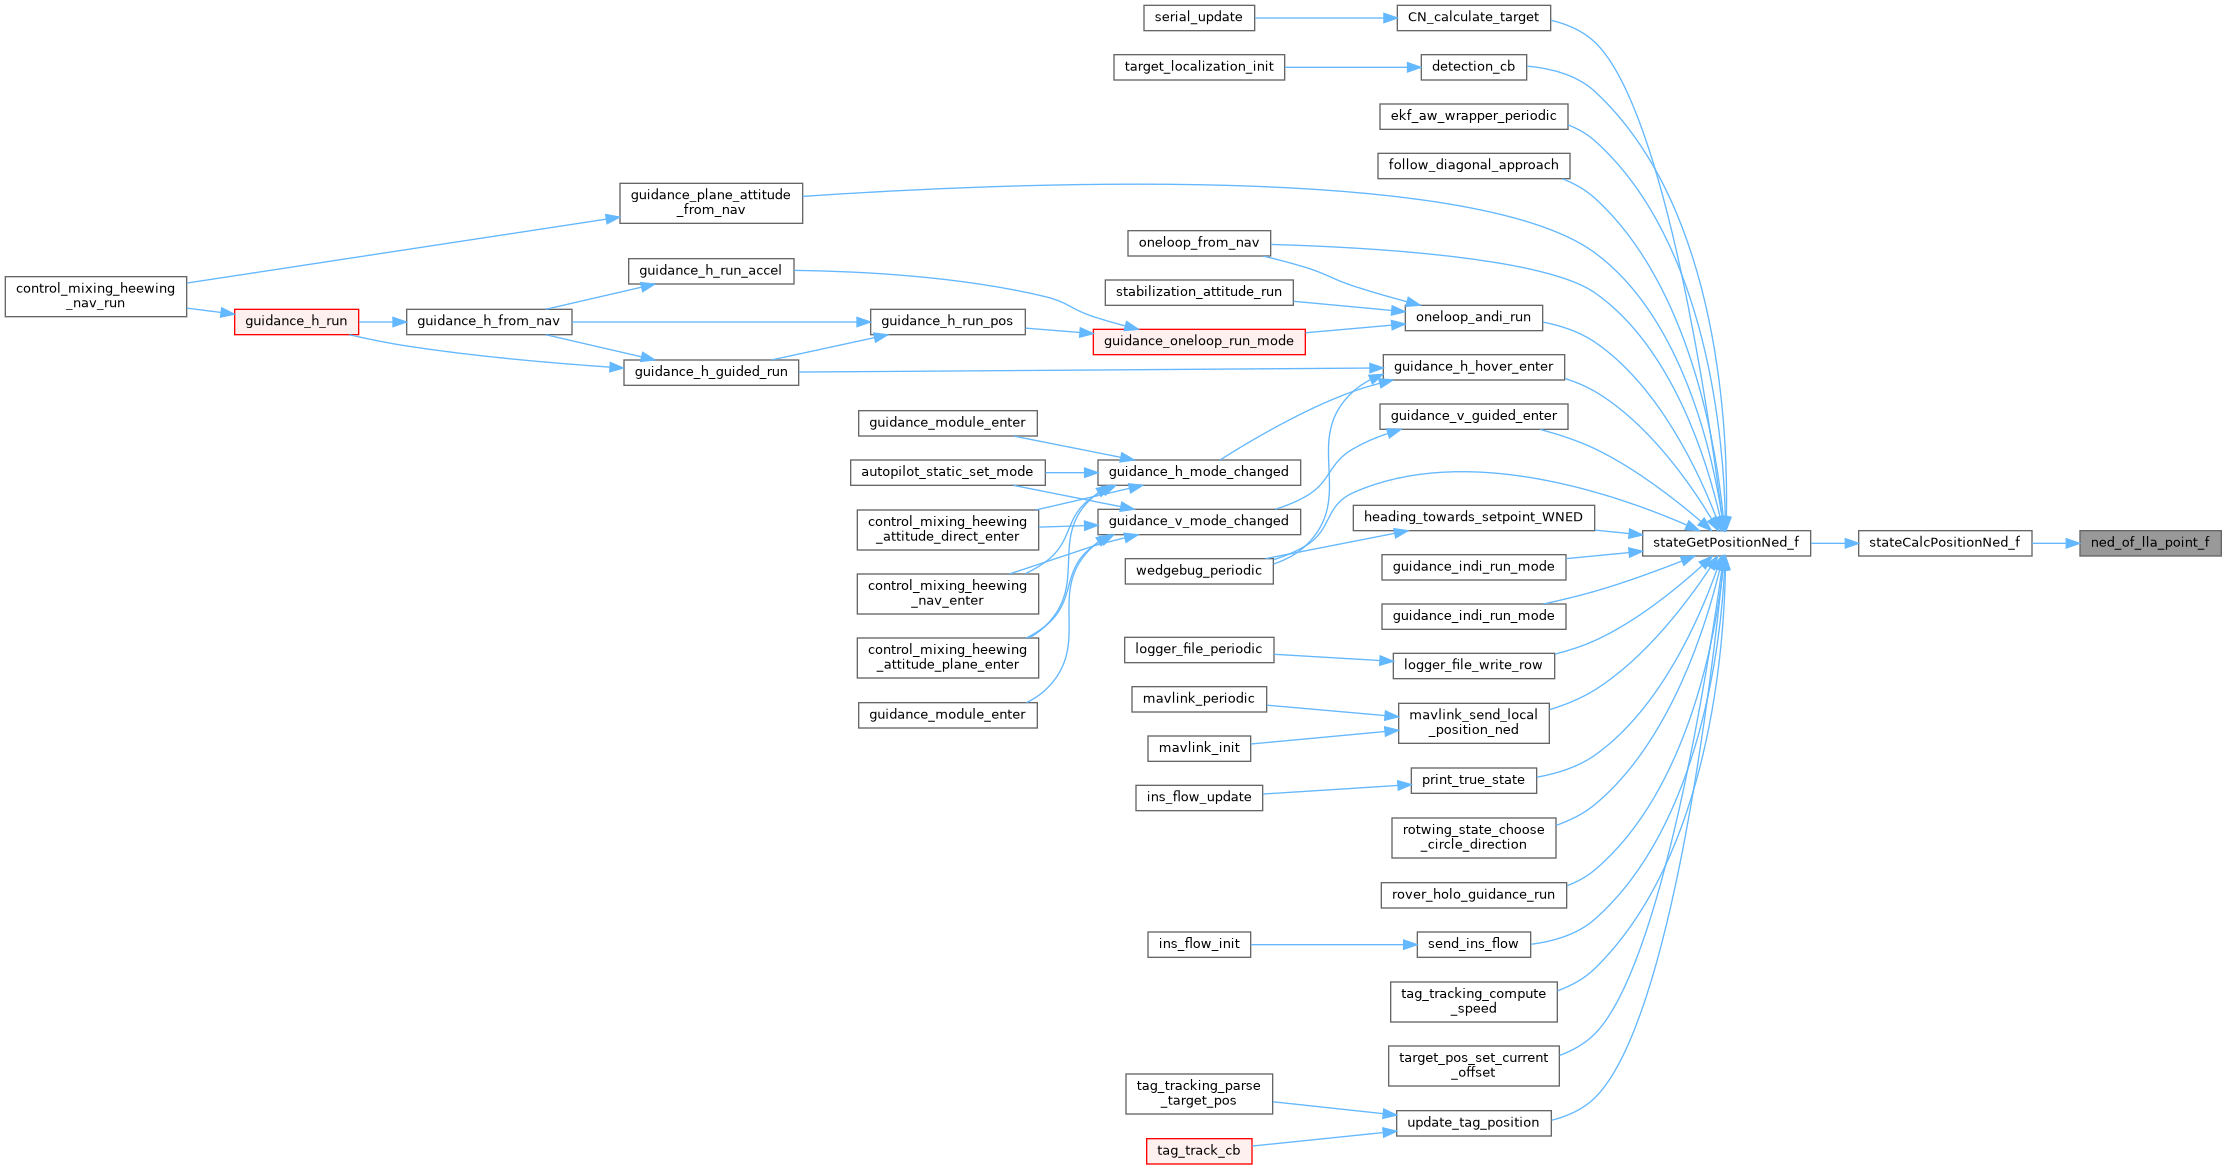 serial_update
CN_calculate_target
target_localization_init
detection_cb
ekf_aw_wrapper_periodic
follow_diagonal_approach
guidance_plane_attitude
_from_nav
oneloop_from_nav
guidance_h_run_accel
control_mixing_heewing
_nav_run
stabilization_attitude_run
guidance_h_run
guidance_h_from_nav
guidance_h_run_pos
oneloop_andi_run
guidance_oneloop_run_mode
guidance_h_guided_run
guidance_h_hover_enter
guidance_module_enter
guidance_v_guided_enter
autopilot_static_set_mode
guidance_h_mode_changed
control_mixing_heewing
_attitude_direct_enter
guidance_v_mode_changed
heading_towards_setpoint_WNED
stateGetPositionNed_f
stateCalcPositionNed_f
ned_of_lla_point_f
wedgebug_periodic
guidance_indi_run_mode
control_mixing_heewing
_nav_enter
guidance_indi_run_mode
control_mixing_heewing
_attitude_plane_enter
logger_file_periodic
logger_file_write_row
guidance_module_enter
mavlink_periodic
mavlink_send_local
_position_ned
mavlink_init
print_true_state
ins_flow_update
rotwing_state_choose
_circle_direction
rover_holo_guidance_run
ins_flow_init
send_ins_flow
tag_tracking_compute
_speed
target_pos_set_current
_offset
tag_tracking_parse
_target_pos
update_tag_position
tag_track_cb